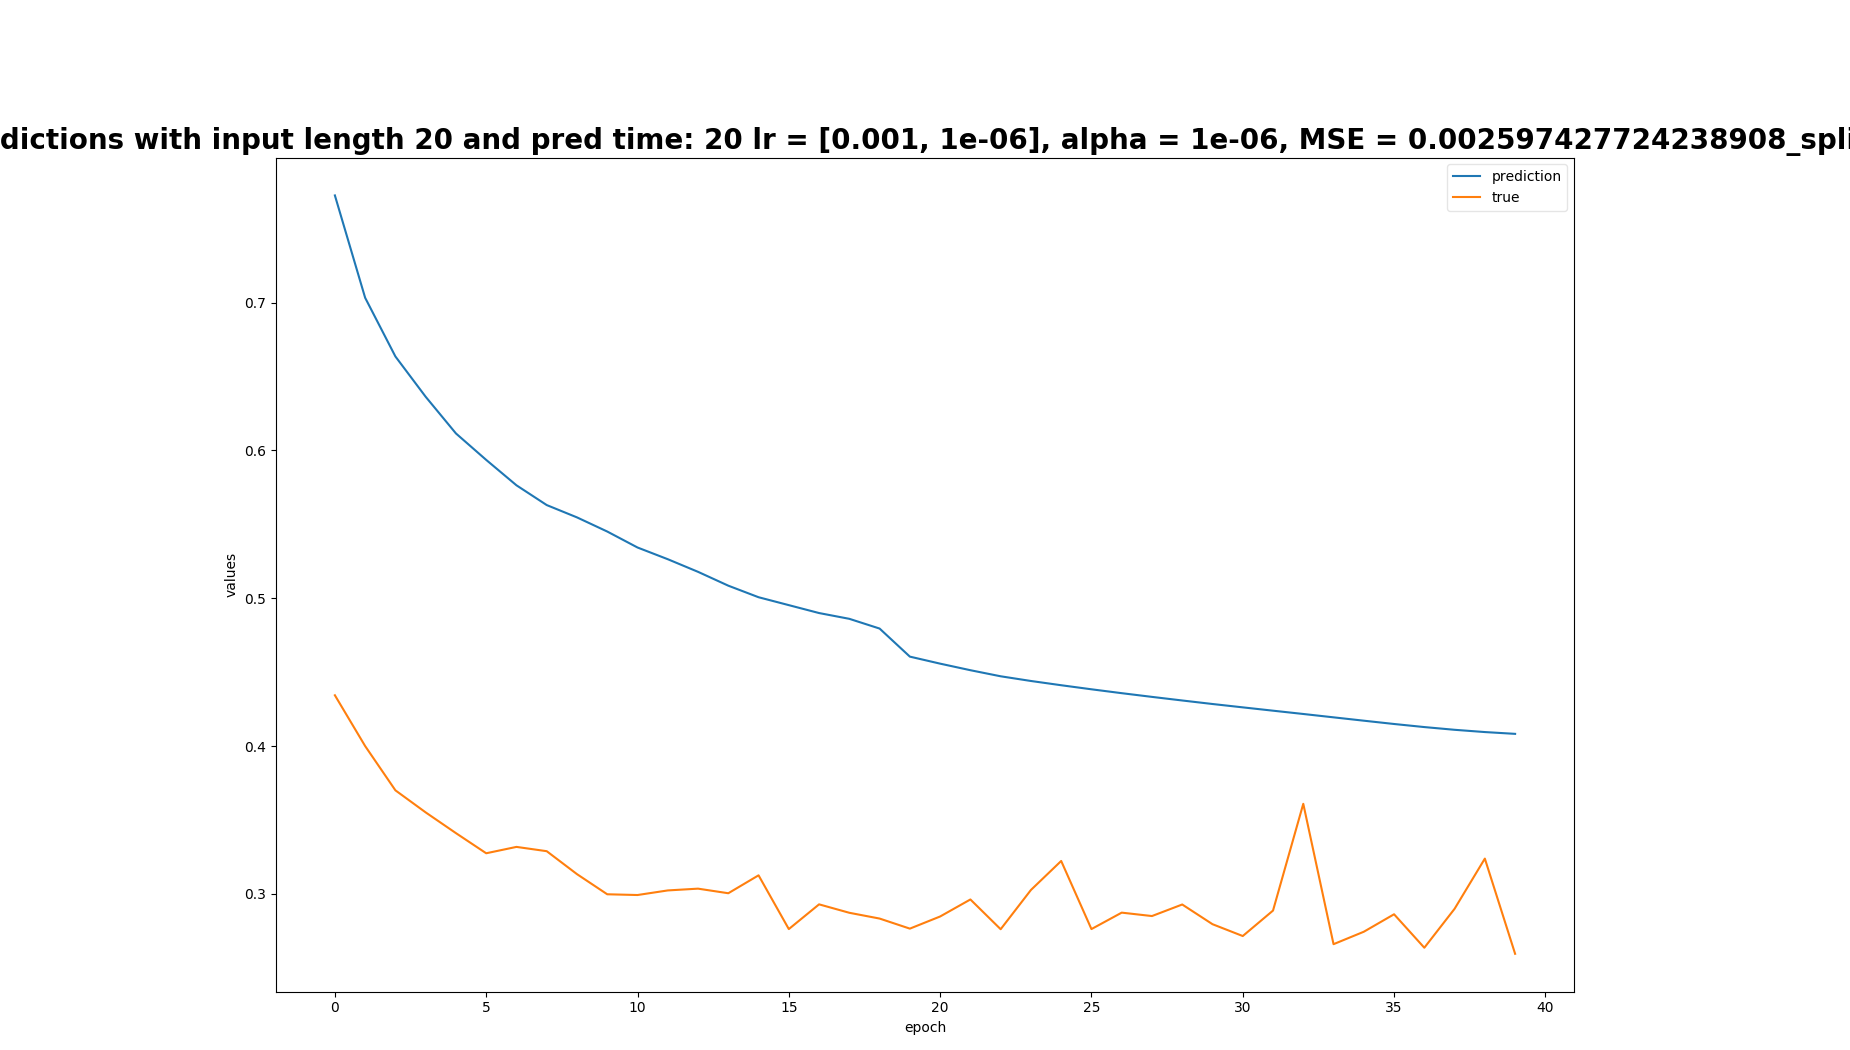 dictions with input length 20 and pred time: 20 lr = [0.001, 1e-06], alpha = 1e-06, MSE = 0.002597427724238908_spli
prediction
true
0.7
0.6
0.5
0.4
0.3
values
0 5 10 15 20 25 30 35 40
epoch